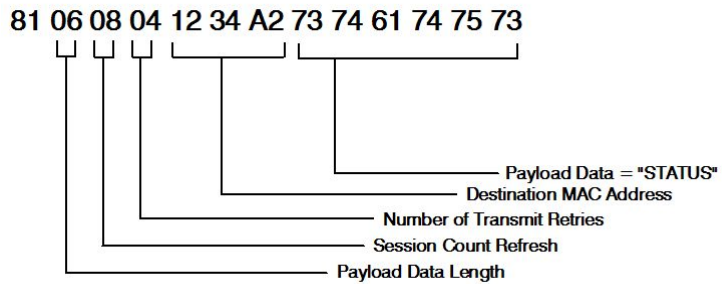 81 06 08 04 12 34 A2 73 74 61 74 75 73
Payload Data = "STATUS"
Destination MAC Address
Number of Transmit Retries
Session Count Refresh
Payload Data Length